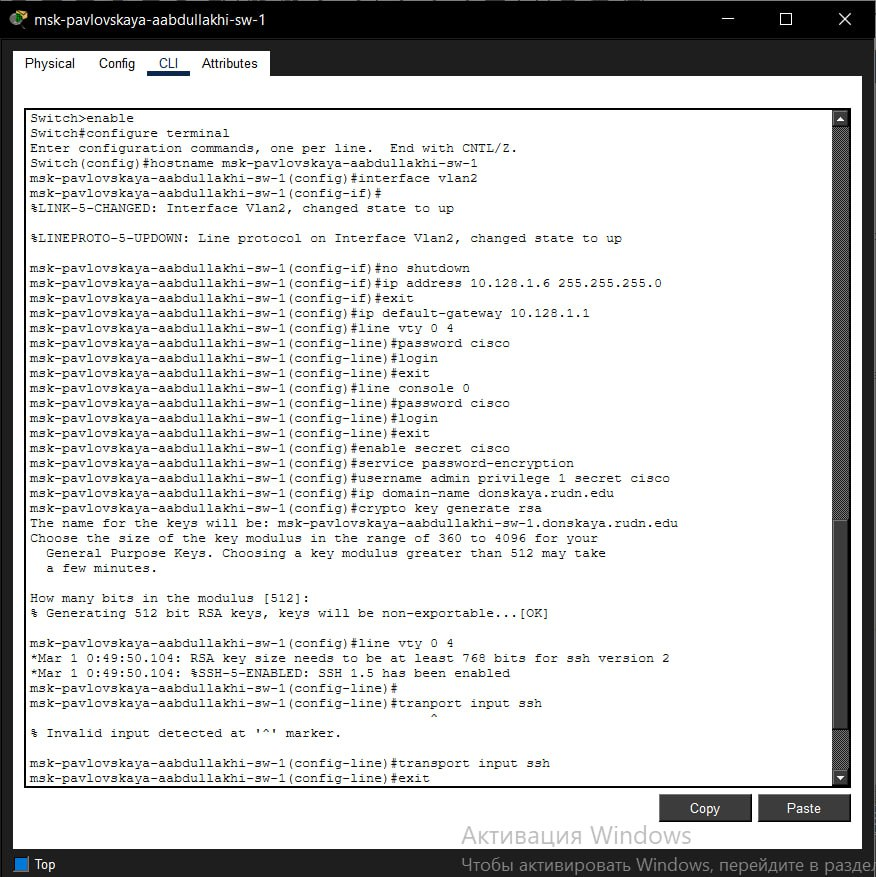 msk-pavlovskaya-aabdullakhi-sw-1
Physical Config CLI Attributes
Switch>enable
Switch#configure terminal
Enter configuration commands, one per line.  End with CNTL/Z.
Switch(config)#hostname msk-pavlovskaya-aabdullakhi-sw-1
msk-pavlovskaya-aabdullakhi-sw-1(config)#interface vlan2
msk-pavlovskaya-aabdullakhi-sw-1(config-if)#
%LINK-5-CHANGED: Interface Vlan2, changed state to up
%LINEPROTO-5-UPDOWN: Line protocol on Interface Vlan2, changed state to up
msk-pavlovskaya-aabdullakhi-sw-1(config-if)#no shutdown
msk-pavlovskaya-aabdullakhi-sw-1(config-if)#ip address 10.128.1.6 255.255.255.0
msk-pavlovskaya-aabdullakhi-sw-1(config-if)#exit
msk-pavlovskaya-aabdullakhi-sw-1(config)#ip default-gateway 10.128.1.1
msk-pavlovskaya-aabdullakhi-sw-1(config)#line vty 0 4
msk-pavlovskaya-aabdullakhi-sw-1(config-line)#password cisco
msk-pavlovskaya-aabdullakhi-sw-1(config-line)#login
msk-pavlovskaya-aabdullakhi-sw-1(config-line)#exit
msk-pavlovskaya-aabdullakhi-sw-1(config)#line console 0
msk-pavlovskaya-aabdullakhi-sw-1(config-line)#password cisco
msk-pavlovskaya-aabdullakhi-sw-1(config-line)#login
msk-pavlovskaya-aabdullakhi-sw-1(config-line)#exit
msk-pavlovskaya-aabdullakhi-sw-1(config)#enable secret cisco
msk-pavlovskaya-aabdullakhi-sw-1(config)#service password-encryption
msk-pavlovskaya-aabdullakhi-sw-1(config)#username admin privilege 1 secret cisco
msk-pavlovskaya-aabdullakhi-sw-1(config)#ip domain-name donskaya.rudn.edu
msk-pavlovskaya-aabdullakhi-sw-1(config)#crypto key generate rsa
The name for the keys will be: msk-pavlovskaya-aabdullakhi-sw-1.donskaya.rudn.edu
Choose the size of the key modulus in the range of 360 to 4096 for your
General Purpose Keys. Choosing a key modulus greater than 512 may take
a few minutes.
How many bits in the modulus [512]:
% Generating 512 bit RSA keys, keys will be non-exportable...[OK]
msk-pavlovskaya-aabdullakhi-sw-1(config)#line vty 0 4
*Mar 1 0:49:50.104: RSA key size needs to be at least 768 bits for ssh version 2
*Mar 1 0:49:50.104: %SSH-5-ENABLED: SSH 1.5 has been enabled
msk-pavlovskaya-aabdullakhi-sw-1(config-line)#
msk-pavlovskaya-aabdullakhi-sw-1(config-line)#tranport input ssh
^
% Invalid input detected at '^' marker.
msk-pavlovskaya-aabdullakhi-sw-1(config-line)#transport input ssh
msk-pavlovskaya-aabdullakhi-sw-1(config-line)#exit
Copy Paste
Активация Windows
Top
Чтобы активировать Windows, перейдите в разде